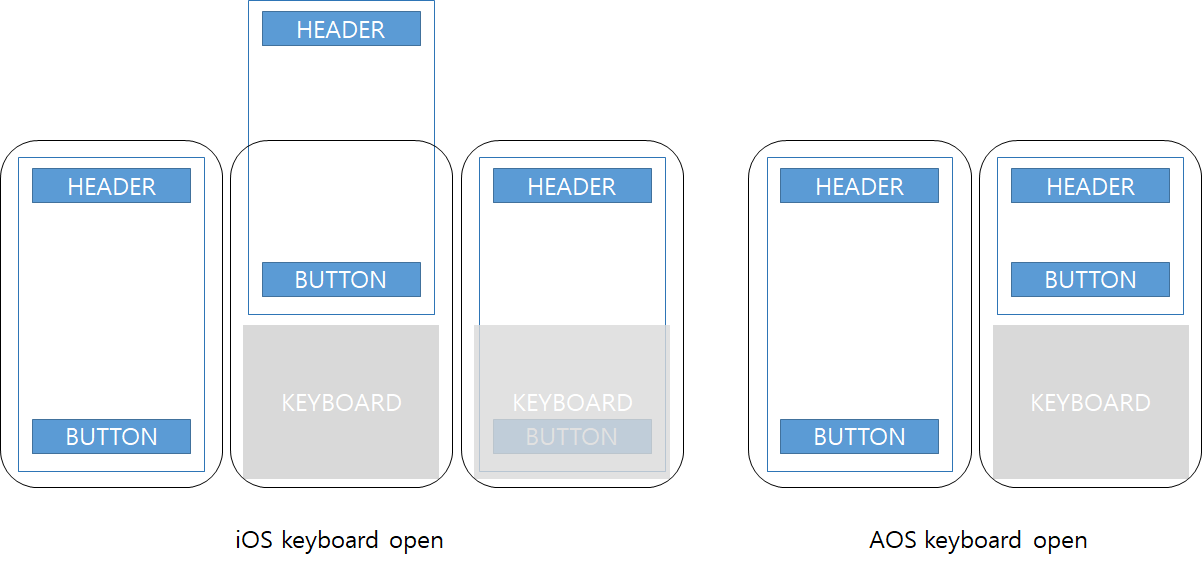 HEADER
HEADER
HEADER
HEADER
HEADER
BUTTON
BUTTON
KEYBOARD
KEYBOARD
KEYBOARD
BUTTON
BUTTON
BUTTON
iOS keyboard open
AOS keyboard open